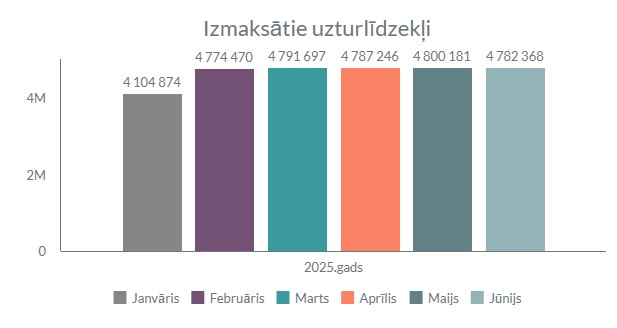 Izmaksātie uzturlīdzekļi
4 104 874
4 774 470
4 791 697
4 787 246
4 800 181
4 782 368
4M
2M
0
2025.gads
Janvāris Februāris Marts Aprīlis Maijs Jūnijs